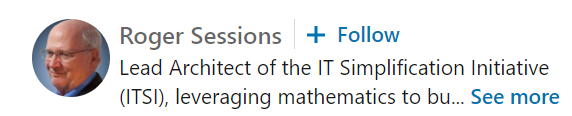 Roger Sessions + Follow
Lead Architect of the IT Simplification Initiative
(ITSI), leveraging mathematics to bu... See more